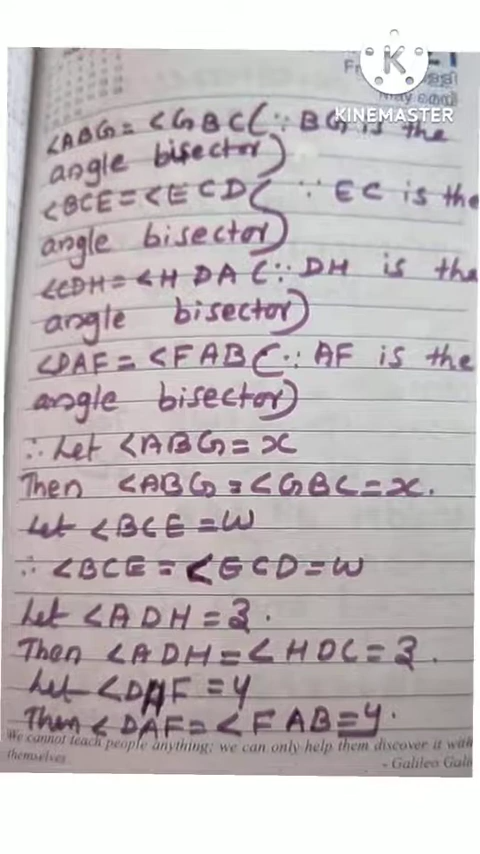 K
KINEMASTER
∠ABG = ∠GBC (∵ BG is the
angle bisector)
∠BCE = ∠ECD ( ∵ EC is the
angle bisector)
∠CDH = ∠HDA (∵ DH is the
angle bisector)
∠DAF = ∠FAB (∵ AF is the
angle bisector)
∴ Let ∠ABG = x
Then ∠ABG = ∠GBC = x.
Let ∠BCE = w
∴ ∠BCE = ∠ECD = w
Let ∠ADH = z.
Then ∠ADH = ∠HDC = z.
Let ∠DAF = y
Then ∠DAF = ∠FAB = y.
We cannot teach people anything; we can only help them discover it with
themselves
- Galileo Gali